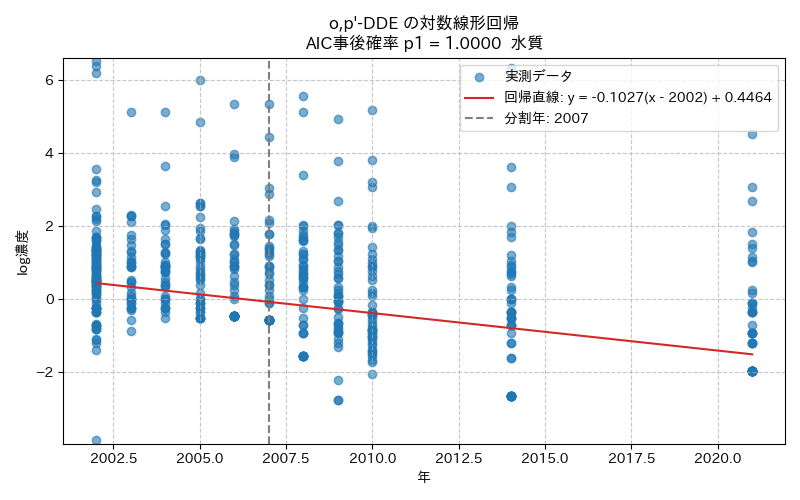 o,p'-DDE の対数線形回帰
AIC事後確率 p1 = 1.0000 水質
実測データ
回帰直線: y = -0.1027(x - 2002) + 0.4464
分割年: 2007
log濃度
6
4
2
0
−2
2002.5
2005.0
2007.5
2010.0
2012.5
2015.0
2017.5
2020.0
年